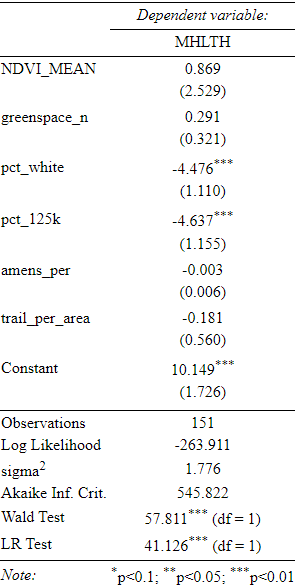 Dependent variable:
MHLTH
NDVI_MEAN 0.869
(2.529)
greenspace_n 0.291
(0.321)
pct_white -4.476***
(1.110)
pct_125k -4.637***
(1.155)
amens_per -0.003
(0.006)
trail_per_area -0.181
(0.560)
Constant 10.149***
(1.726)
Observations 151
Log Likelihood -263.911
sigma2 1.776
Akaike Inf. Crit. 545.822
Wald Test 57.811*** (df = 1)
LR Test 41.126*** (df = 1)
Note: *p<0.1; **p<0.05; ***p<0.01